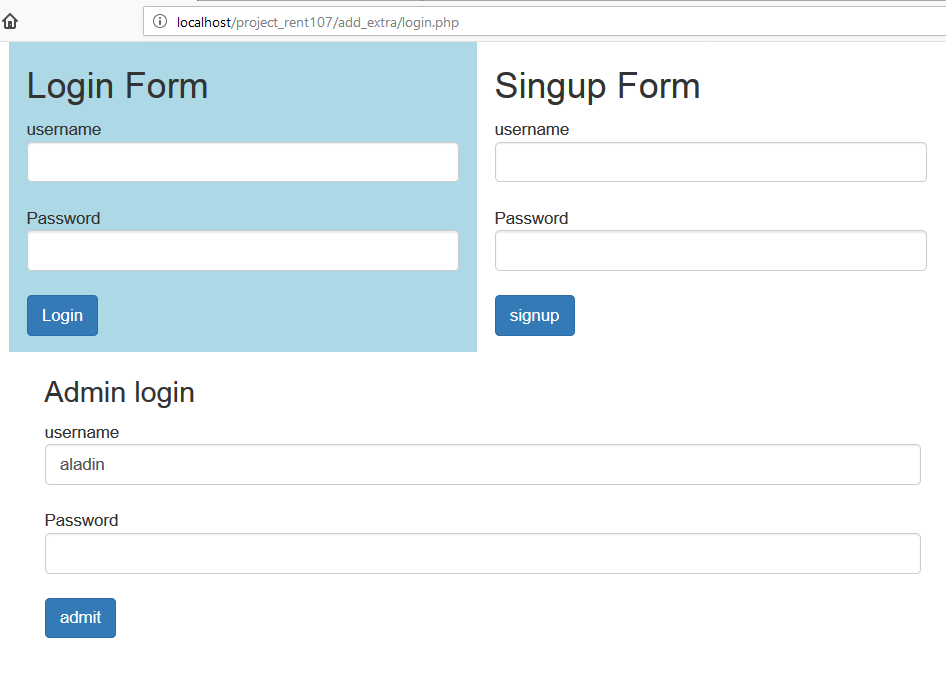 localhost/project_rent107/add_extra/login.php
Login Form
username
Password
Login
Singup Form
username
Password
signup
Admin login
username
aladin
Password
admit